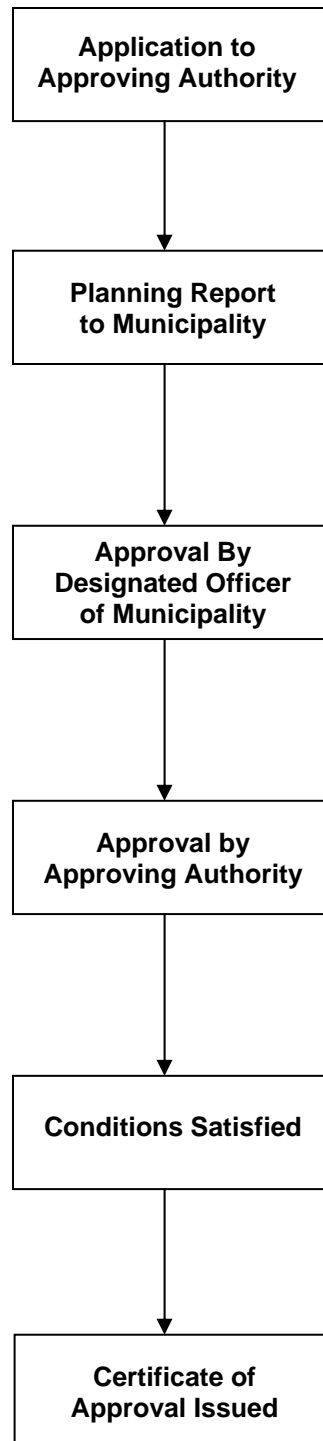 Application to
Approving Authority
Planning Report
to Municipality
Approval By
Designated Officer
of Municipality
Approval by
Approving Authority
Conditions Satisfied
Certificate of
Approval Issued